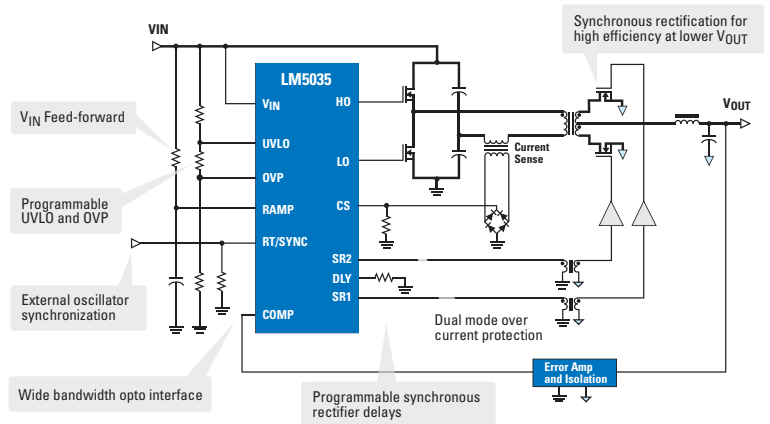 Synchronous rectification for
high efficiency at lower VOUT
VIN
LM5035
VIN
HO
VOUT
VIN Feed-forward
UVLO
LO
Current
Sense
OVP
Programmable
UVLO and OVP
RAMP
CS
RT/SYNC
SR2
DLY
SR1
External oscillator
synchronization
COMP
Dual mode over
current protection
Error Amp
and Isolation
Wide bandwidth opto interface
Programmable synchronous
rectifier delays